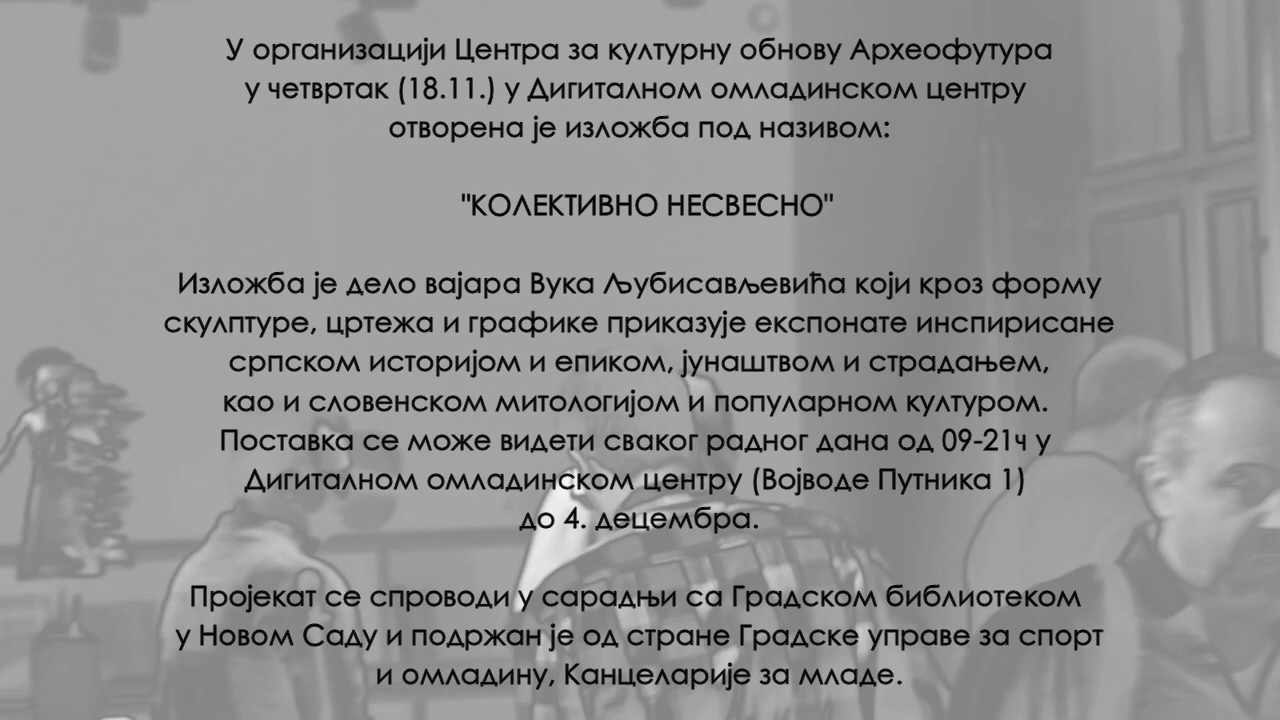 У организацији Центра за културну обнову Археофутура
у четвртак (18.11.) у Дигиталном омладинском центру
отворена је изложба под називом:
"КОЛЕКТИВНО НЕСВЕСНО"
Изложба је дело вајара Вука Љубисављевића који кроз форму
скулптуре, цртежа и графике приказује експонате инспирисане
српском историјом и епиком, јунаштвом и страдањем,
као и словенском митологијом и популарном културом.
Поставка се може видети сваког радног дана од 09-21ч у
Дигиталном омладинском центру (Војводе Путника 1)
до 4. децембра.
Пројекат се спроводи у сарадњи са Градском библиотеком
у Новом Саду и подржан је од стране Градске управе за спорт
и омладину, Канцеларије за младе.